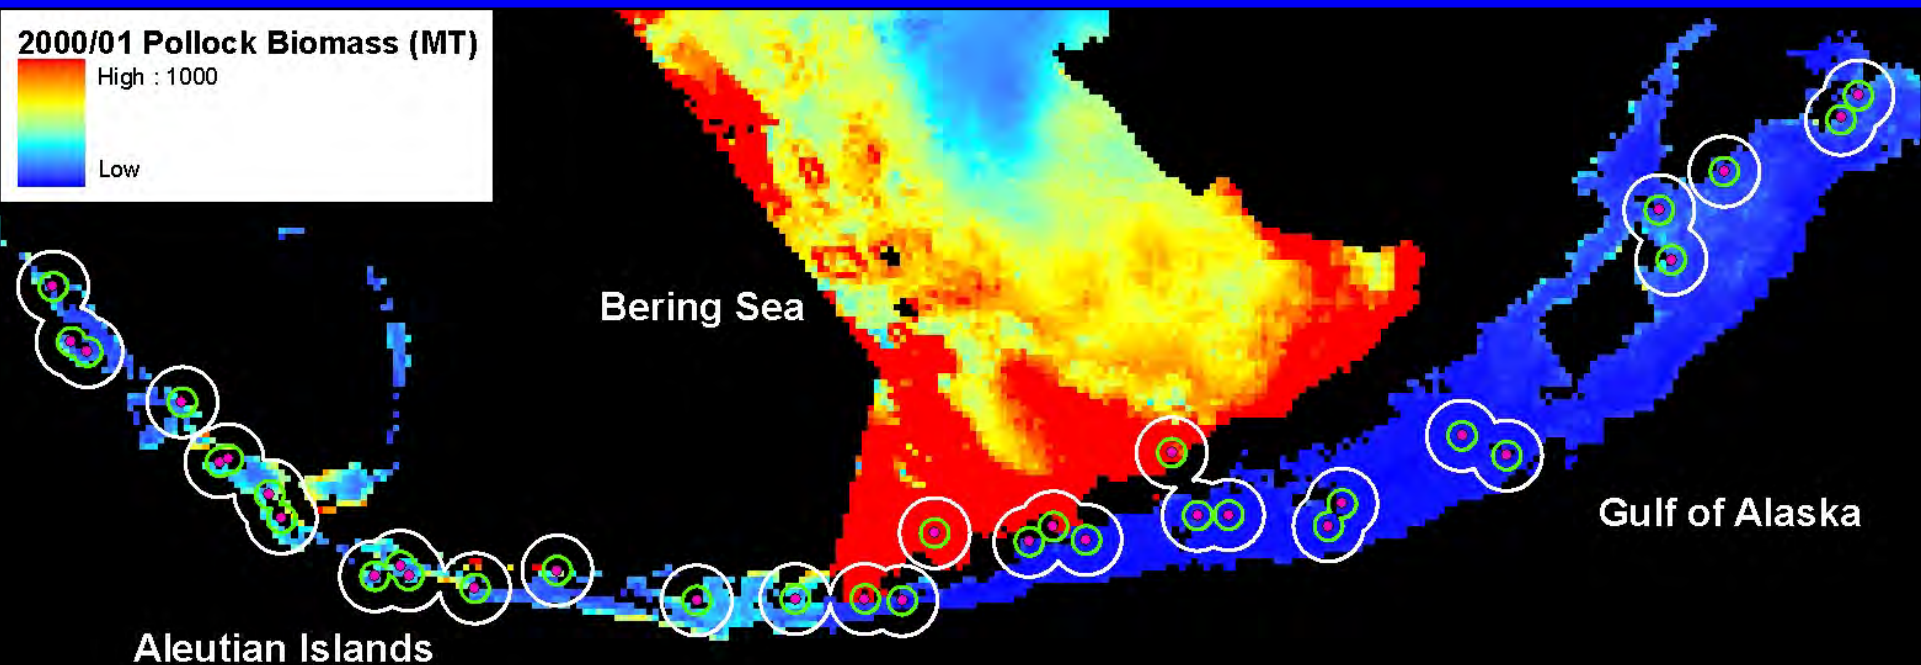 2000/01 Pollock Biomass (MT)
High : 1000
Low
Bering Sea
Gulf of Alaska
Aleutian Islands